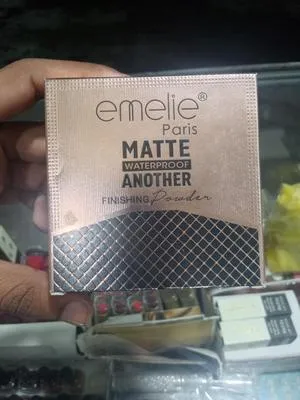 emelie®
Paris
MATTE
WATERPROOF
ANOTHER
FINISHING Powder